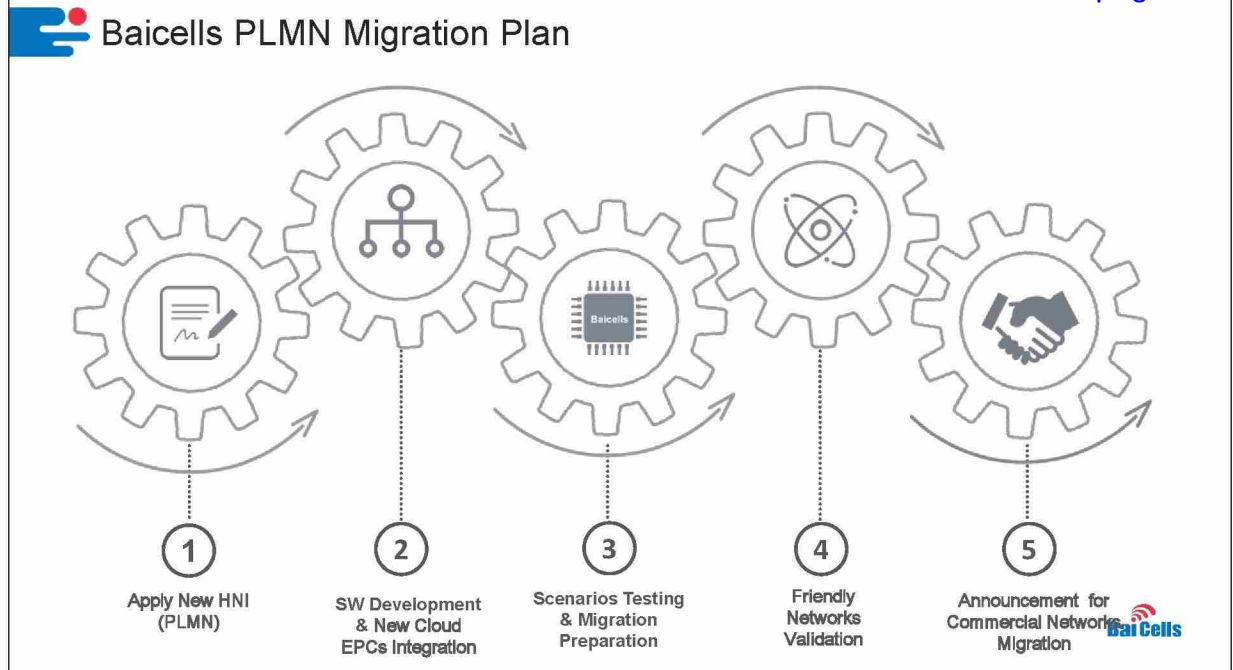 Baicells PLMN Migration Plan
Baicells
1
2
3
4
5
Apply New HNI
(PLMN)
SW Development
& New Cloud
EPCs Integration
Scenarios Testing
& Migration
Preparation
Friendly
Networks
Validation
Announcement for
Commercial Networks
Migration
BaiCells